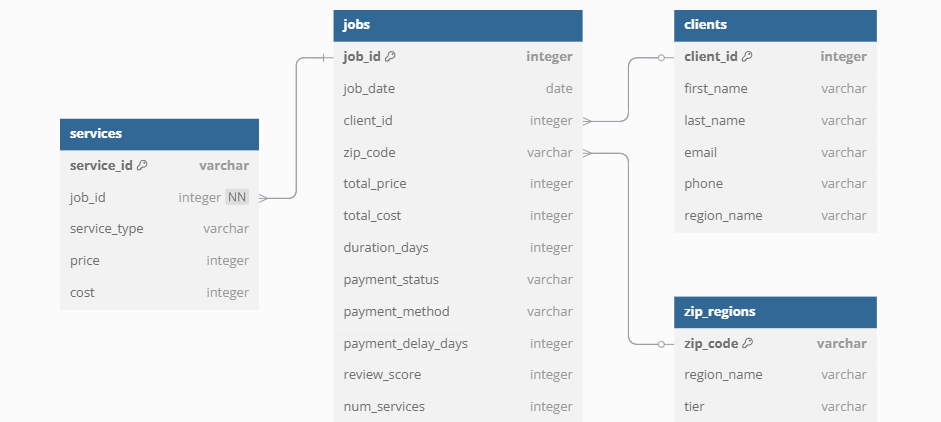 services
service_id varchar
job_id integer NN
service_type varchar
price integer
cost integer
jobs
job_id integer
job_date date
client_id integer
zip_code varchar
total_price integer
total_cost integer
duration_days integer
payment_status varchar
payment_method varchar
payment_delay_days integer
review_score integer
num_services integer
clients
client_id integer
first_name varchar
last_name varchar
email varchar
phone varchar
region_name varchar
zip_regions
zip_code varchar
region_name varchar
tier varchar